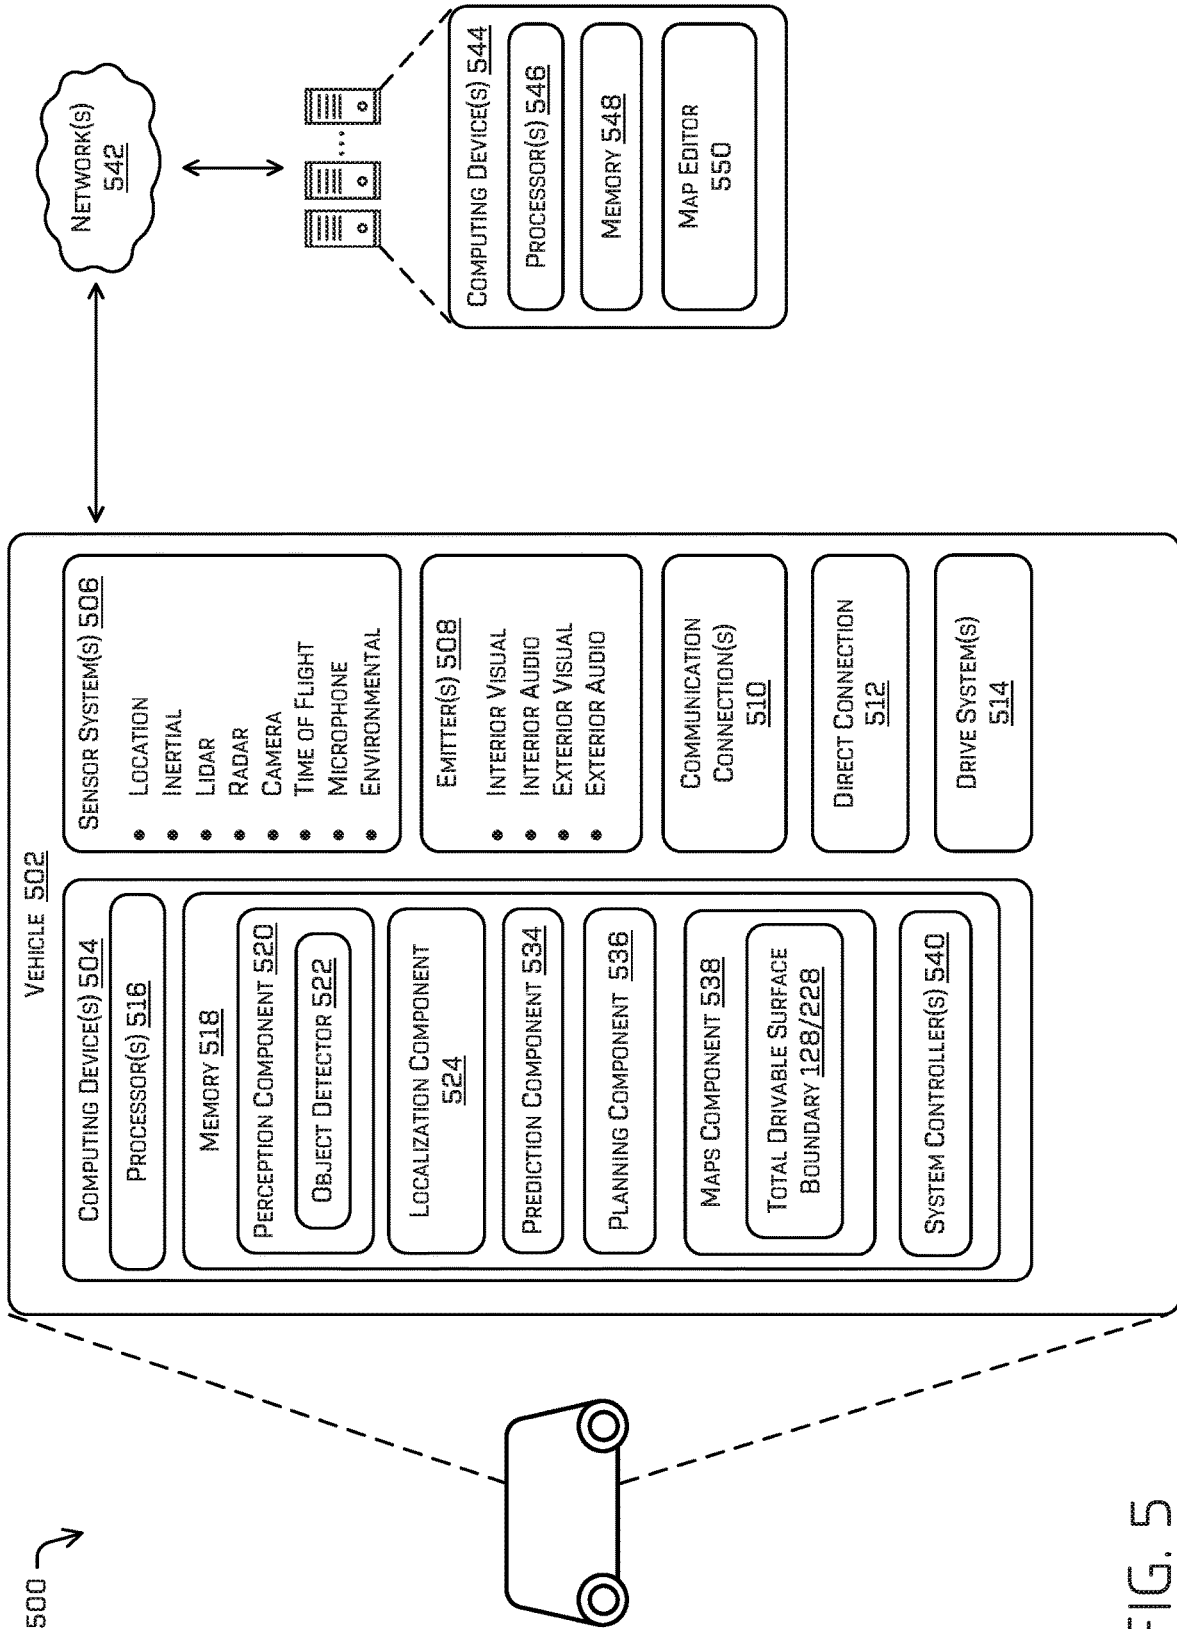 500
VEHICLE 502
COMPUTING DEVICE(S) 504
PROCESSOR(S) 516
MEMORY 518
PERCEPTION COMPONENT 520
OBJECT DETECTOR 522
LOCALIZATION COMPONENT
524
PREDICTION COMPONENT 534
PLANNING COMPONENT 536
MAPS COMPONENT 538
TOTAL DRIVABLE SURFACE
BOUNDARY 128/228
SYSTEM CONTROLLER(S) 540
SENSOR SYSTEM(S) 506
• LOCATION
• INERTIAL
• LIDAR
• RADAR
• CAMERA
• TIME OF FLIGHT
• MICROPHONE
• ENVIRONMENTAL
EMITTER(S) 508
• INTERIOR VISUAL
• INTERIOR AUDIO
• EXTERIOR VISUAL
• EXTERIOR AUDIO
COMMUNICATION
CONNECTION(S)
510
DIRECT CONNECTION
512
DRIVE SYSTEM(S)
514
NETWORK(S)
542
COMPUTING DEVICE(S) 544
PROCESSOR(S) 546
MEMORY 548
MAP EDITOR
550
FIG. 5